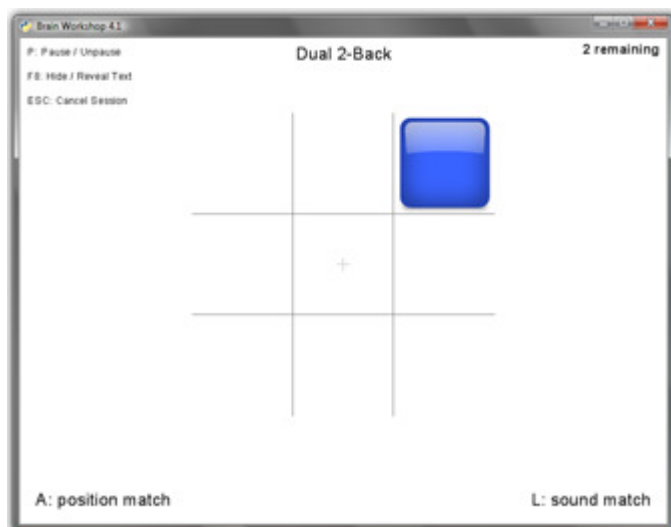 Brain Workshop 4.1
P: Pause / Unpause
Dual 2-Back
2 remaining
F8: Hide / Reveal Text
ESC: Cancel Session
A: position match
L: sound match